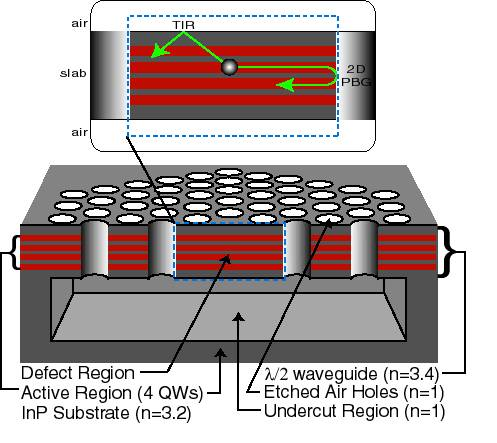 air
TIR
slab
2D
PBG
air
Defect Region
Active Region (4 QWs)
InP Substrate (n=3.2)
λ/2 waveguide (n=3.4)
Etched Air Holes (n=1)
Undercut Region (n=1)